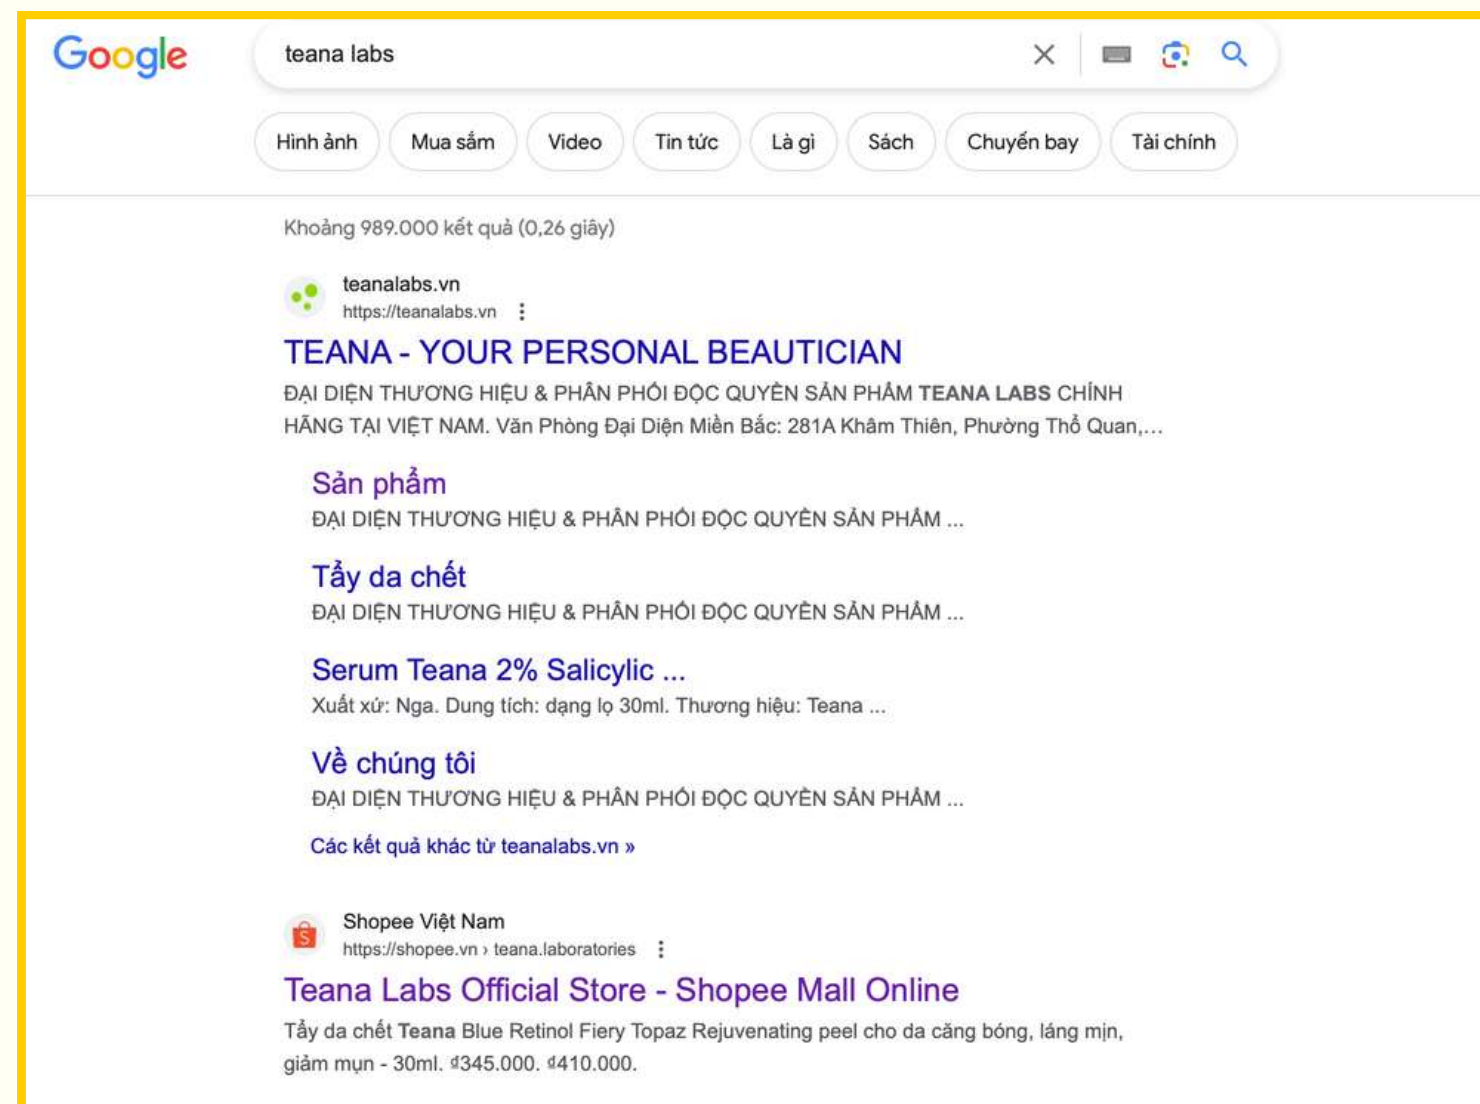 Google
teana labs
Hình ảnh
Mua sắm
Video
Tin tức
Là gì
Sách
Chuyến bay
Tài chính
Khoảng 989.000 kết quả (0,26 giây)
teanalabs.vn
https://teanalabs.vn
TEANA - YOUR PERSONAL BEAUTICIAN
ĐẠI DIỆN THƯƠNG HIỆU & PHÂN PHỐI ĐỘC QUYỀN SẢN PHẨM TEANA LABS CHÍNH
HÃNG TẠI VIỆT NAM. Văn Phòng Đại Diện Miền Bắc: 281A Khâm Thiên, Phường Thổ Quan,...
Sản phẩm
ĐẠI DIỆN THƯƠNG HIỆU & PHÂN PHỐI ĐỘC QUYỀN SẢN PHẨM ...
Tẩy da chết
ĐẠI DIỆN THƯƠNG HIỆU & PHÂN PHỐI ĐỘC QUYỀN SẢN PHẨM ...
Serum Teana 2% Salicylic ...
Xuất xứ: Nga. Dung tích: dạng lọ 30ml. Thương hiệu: Teana ...
Về chúng tôi
ĐẠI DIỆN THƯƠNG HIỆU & PHÂN PHỐI ĐỘC QUYỀN SẢN PHẨM ...
Các kết quả khác từ teanalabs.vn »
Shopee Việt Nam
https://shopee.vn › teana.laboratories
Teana Labs Official Store - Shopee Mall Online
Tẩy da chết Teana Blue Retinol Fiery Topaz Rejuvenating peel cho da căng bóng, láng mịn,
giảm mụn - 30ml. ₫345.000. ₫410.000.